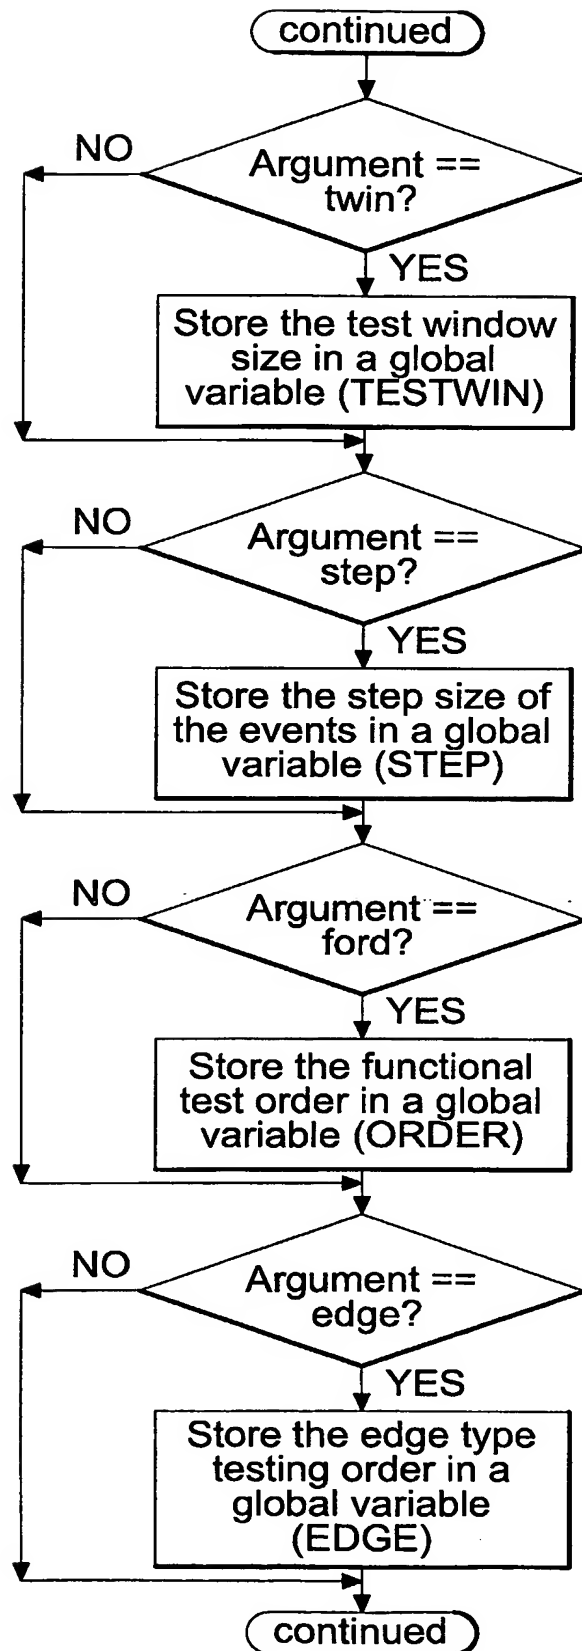 continued
NO
Argument ==
twin?
YES
Store the test window
size in a global
variable (TESTWIN)
NO
Argument ==
step?
YES
Store the step size of
the events in a global
variable (STEP)
NO
Argument ==
ford?
YES
Store the functional
test order in a global
variable (ORDER)
NO
Argument ==
edge?
YES
Store the edge type
testing order in a
global variable
(EDGE)
continued